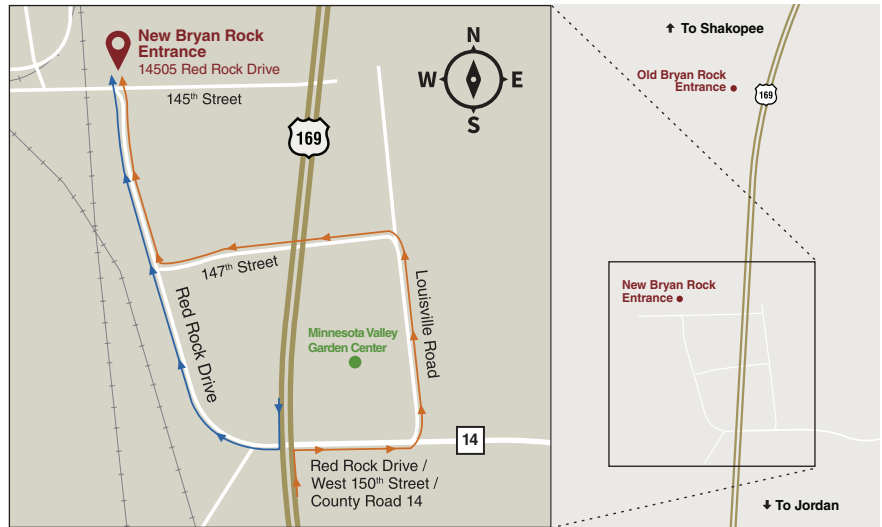 New Bryan Rock
Entrance
14505 Red Rock Drive
145th Street
N
W
E
S
169
147th Street
Red Rock Drive
Minnesota Valley
Garden Center
Louisville Road
14
Red Rock Drive /
West 150th Street /
County Road 14
To Shakopee
Old Bryan Rock
Entrance
169
New Bryan Rock
Entrance
To Jordan